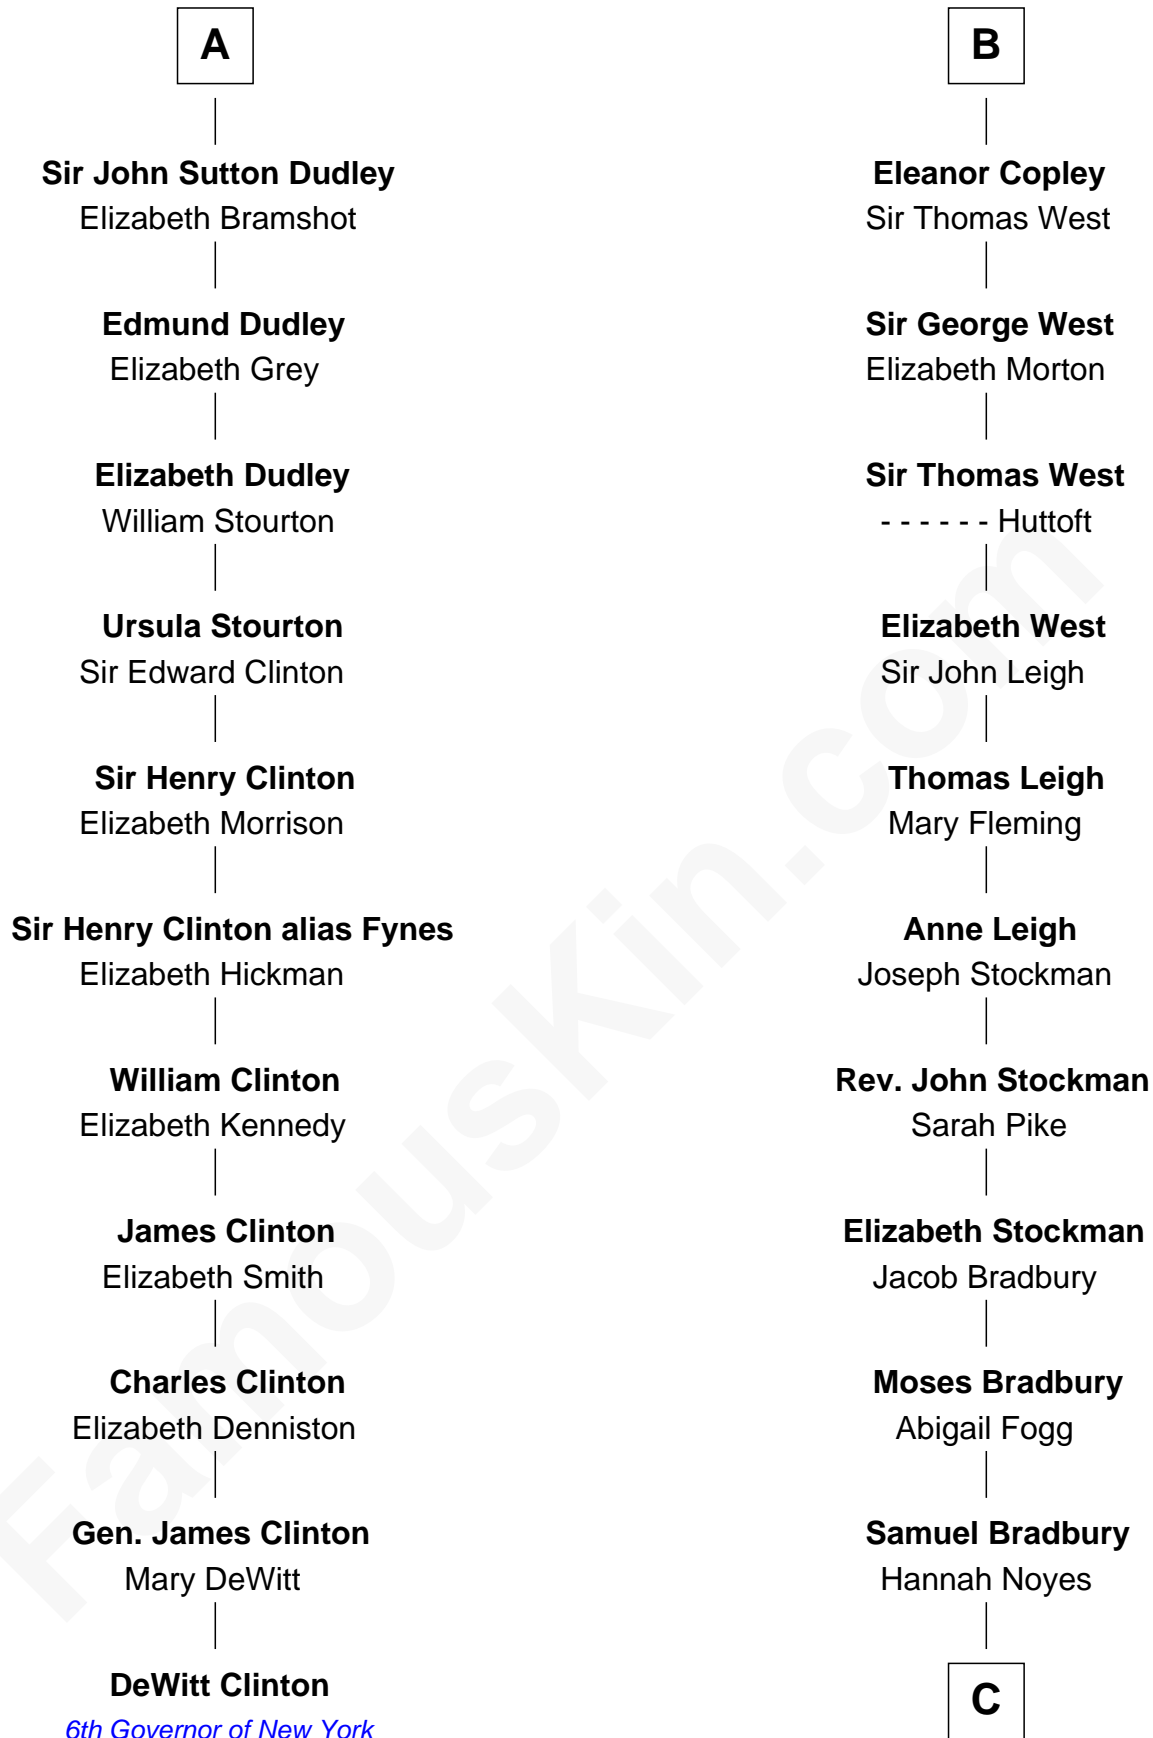 A
Sir John Sutton Dudley
Elizabeth Bramshot
Edmund Dudley
Elizabeth Grey
Elizabeth Dudley
William Stourton
Ursula Stourton
Sir Edward Clinton
Sir Henry Clinton
Elizabeth Morrison
Sir Henry Clinton alias Fynes
Elizabeth Hickman
William Clinton
Elizabeth Kennedy
James Clinton
Elizabeth Smith
Charles Clinton
Elizabeth Denniston
Gen. James Clinton
Mary DeWitt
DeWitt Clinton
6th Governor of New York
B
Eleanor Copley
Sir Thomas West
Sir George West
Elizabeth Morton
Sir Thomas West
- - - - - - Huttoft
Elizabeth West
Sir John Leigh
Thomas Leigh
Mary Fleming
Anne Leigh
Joseph Stockman
Rev. John Stockman
Sarah Pike
Elizabeth Stockman
Jacob Bradbury
Moses Bradbury
Abigail Fogg
Samuel Bradbury
Hannah Noyes
C
FamousKin.com